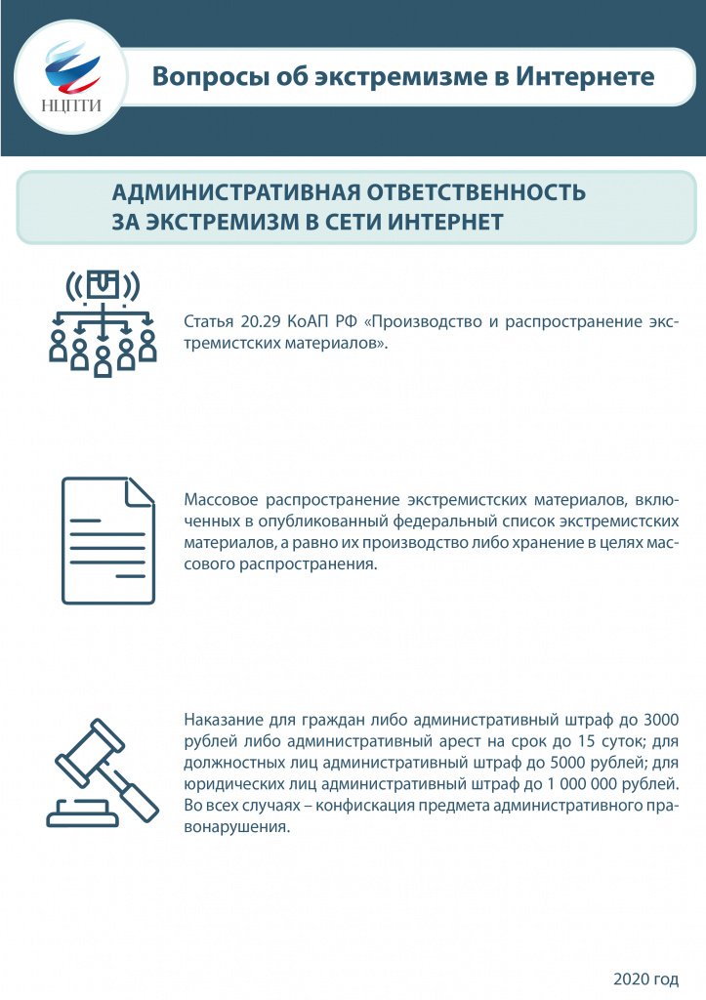 НЦПТИ
Вопросы об экстремизме в Интернете
АДМИНИСТРАТИВНАЯ ОТВЕТСТВЕННОСТЬ
ЗА ЭКСТРЕМИЗМ В СЕТИ ИНТЕРНЕТ
Статья 20.29 КоАП РФ «Производство и распространение экс-
тремистских материалов».
Массовое распространение экстремистских материалов, вклю-
ченных в опубликованный федеральный список экстремистских
материалов, а равно их производство либо хранение в целях мас-
сового распространения.
Наказание для граждан либо административный штраф до 3000
рублей либо административный арест на срок до 15 суток; для
должностных лиц административный штраф до 5000 рублей; для
юридических лиц административный штраф до 1 000 000 рублей.
Во всех случаях – конфискация предмета административного пра-
вонарушения.
2020 год